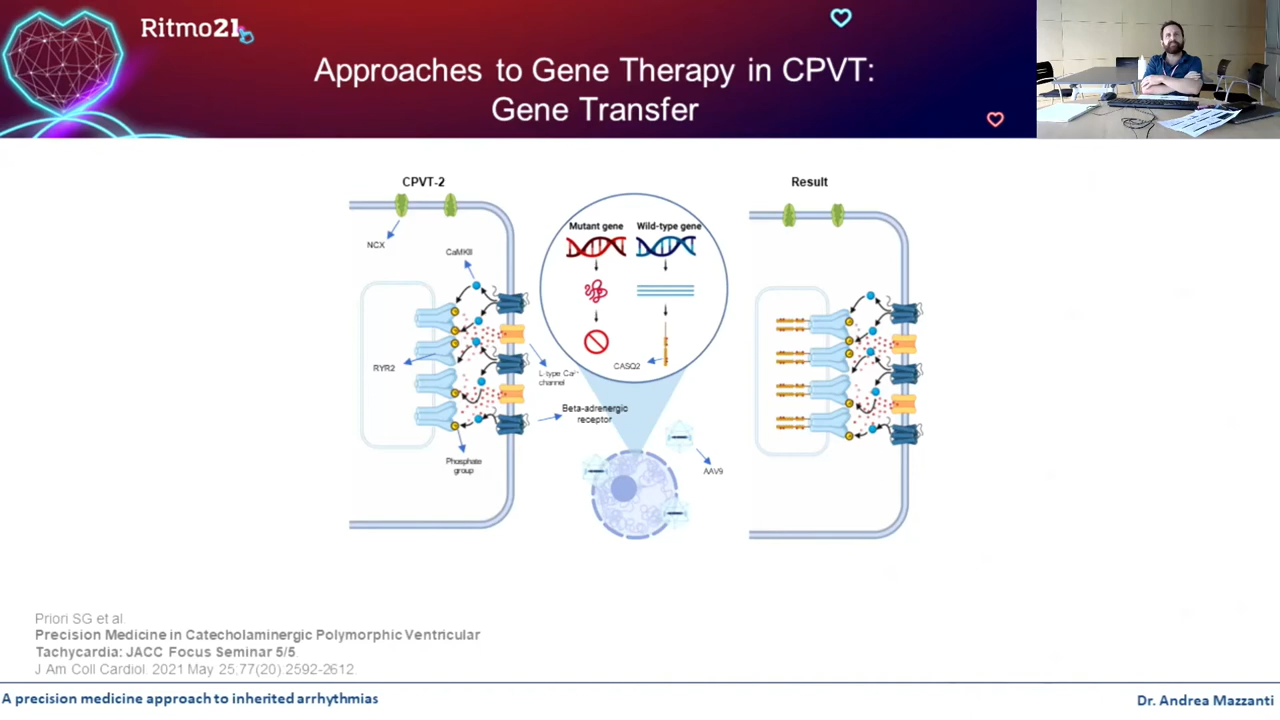 Ritmo21
Approaches to Gene Therapy in CPVT:
Gene Transfer
CPVT-2
NCX
CaMKII
RYR2
Phosphate
group
L-type Ca²⁺
channel
Beta-adrenergic
receptor
Mutant gene
Wild-type gene
CASQ2
AAV9
Result
Priori SG et al.
Precision Medicine in Catecholaminergic Polymorphic Ventricular
Tachycardia: JACC Focus Seminar 5/5.
J Am Coll Cardiol. 2021 May 25;77(20):2592-2612.
A precision medicine approach to inherited arrhythmias
Dr. Andrea Mazzanti